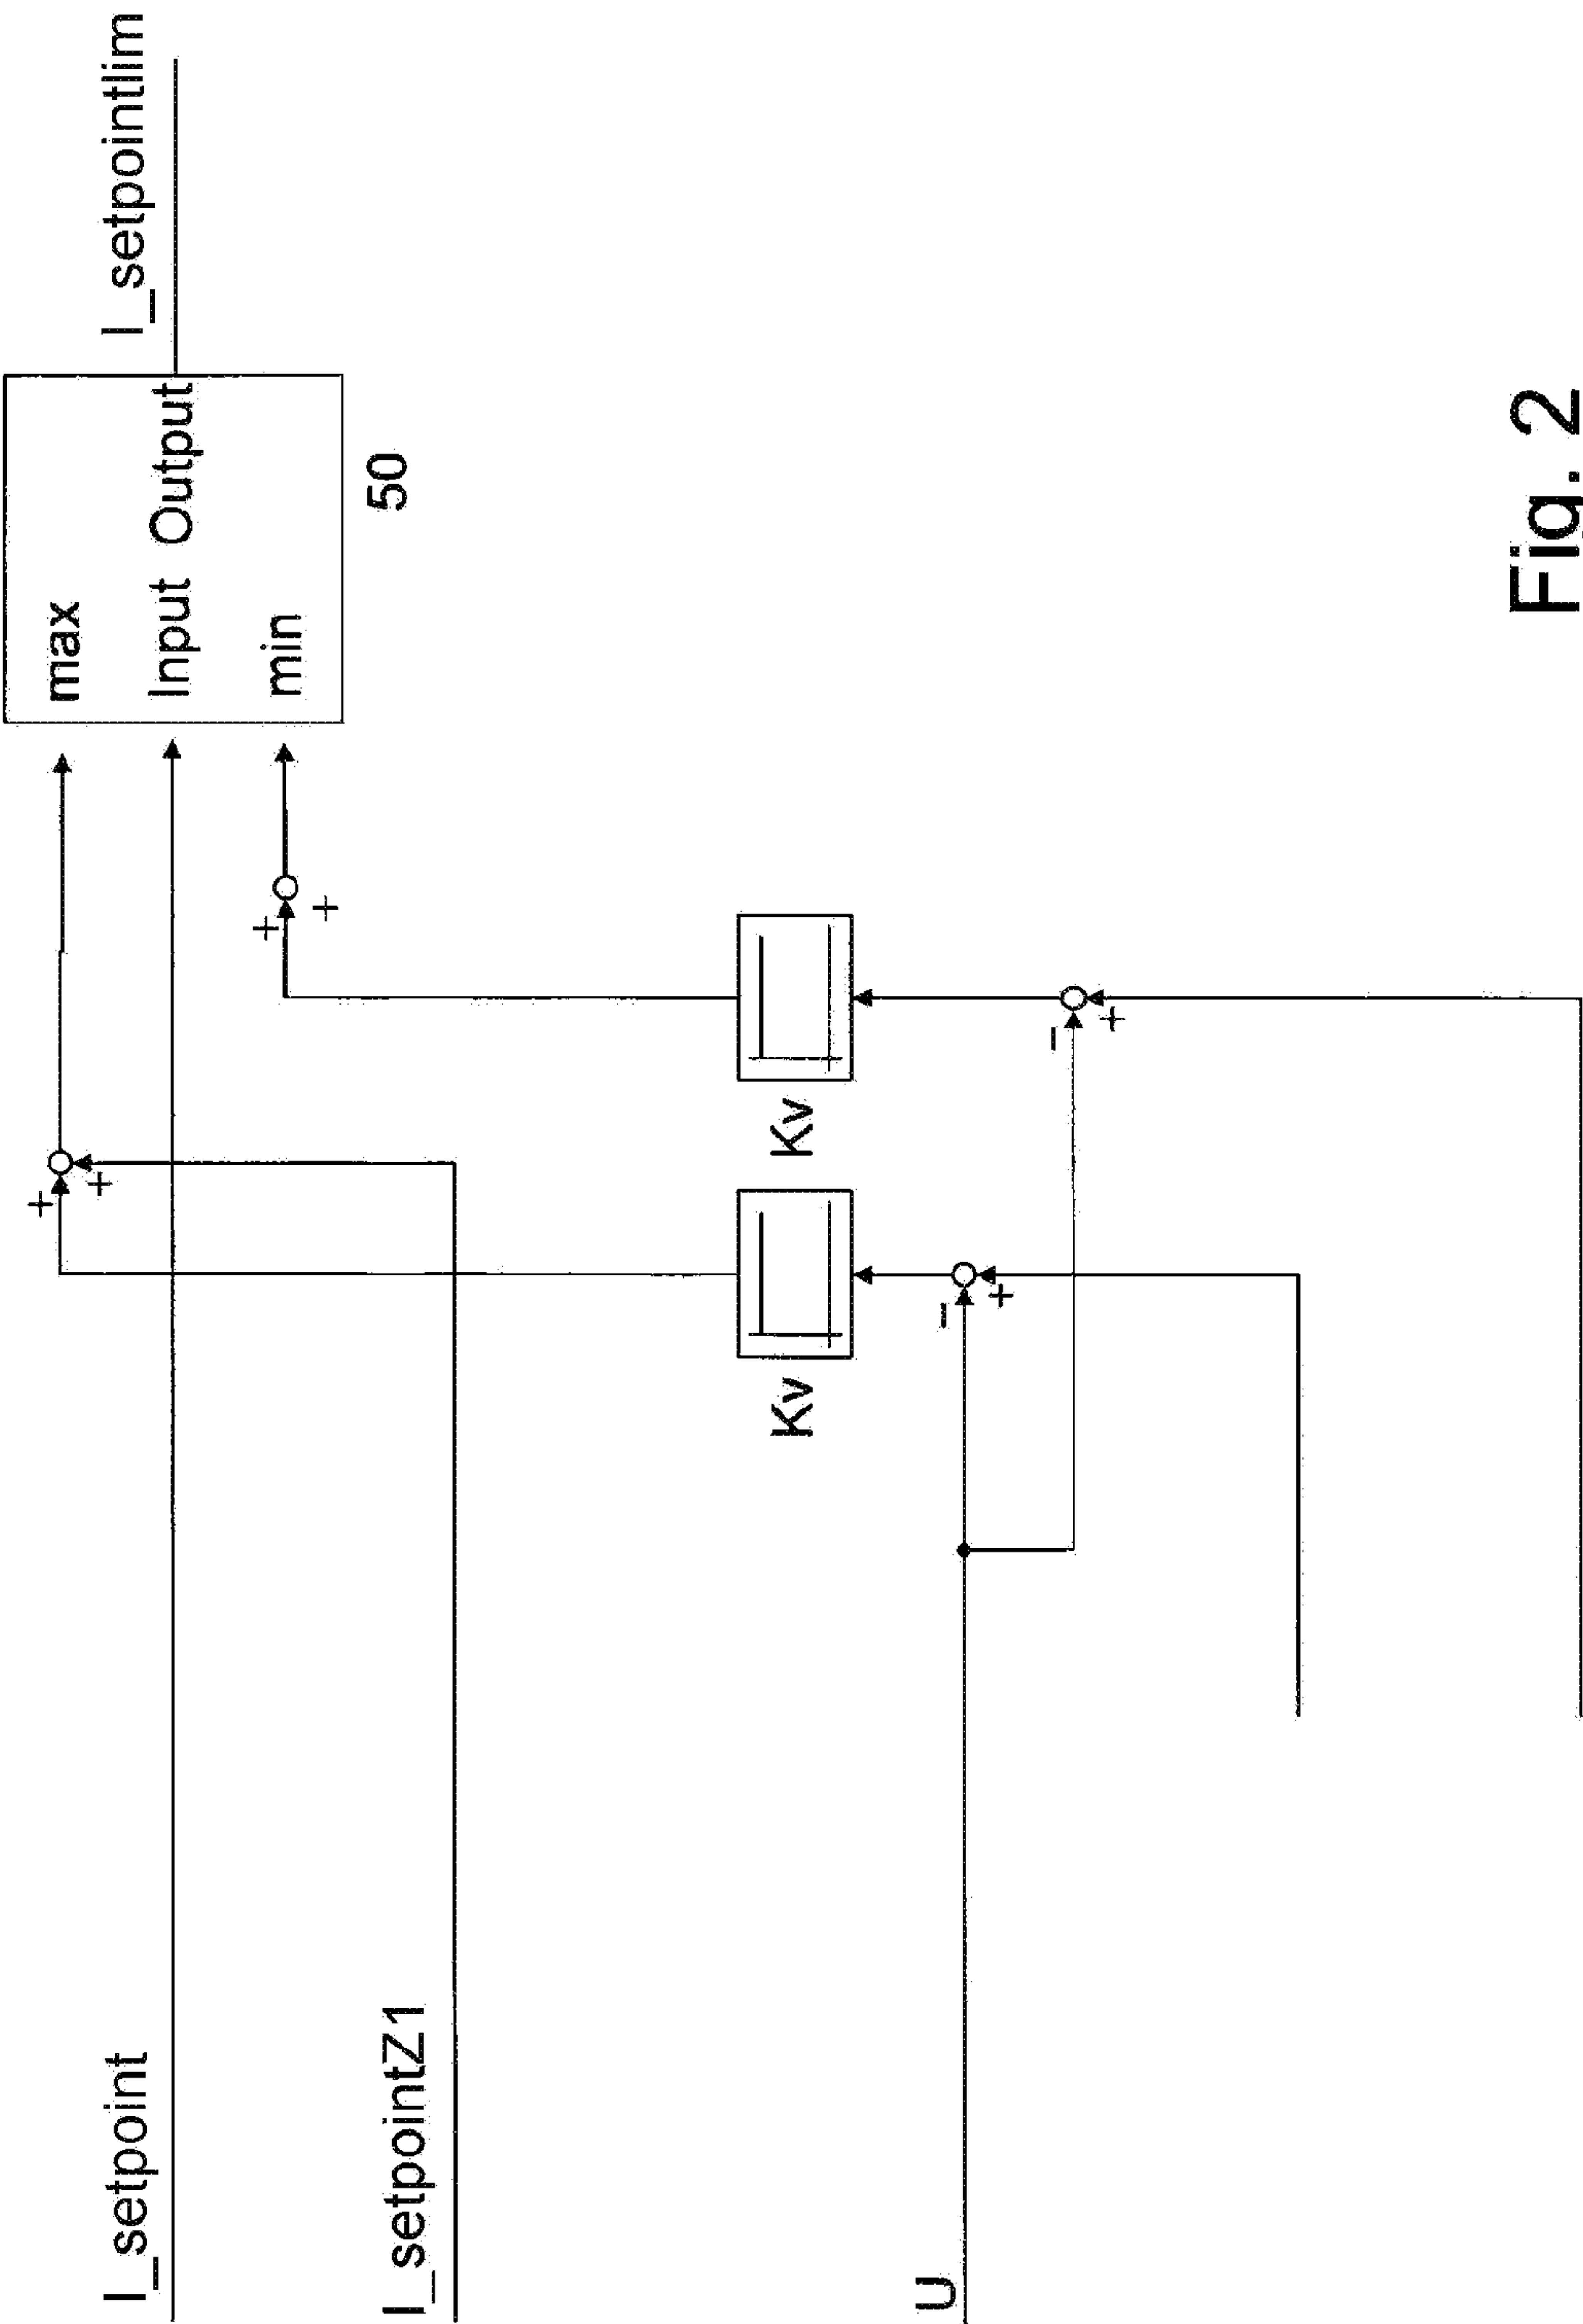 I_setpoint
I_setpointlim
max
Input Output
min
50
I_setpointZ1
+
+
+
+
Kv
Kv
U
−
+
−
+
Fig. 2